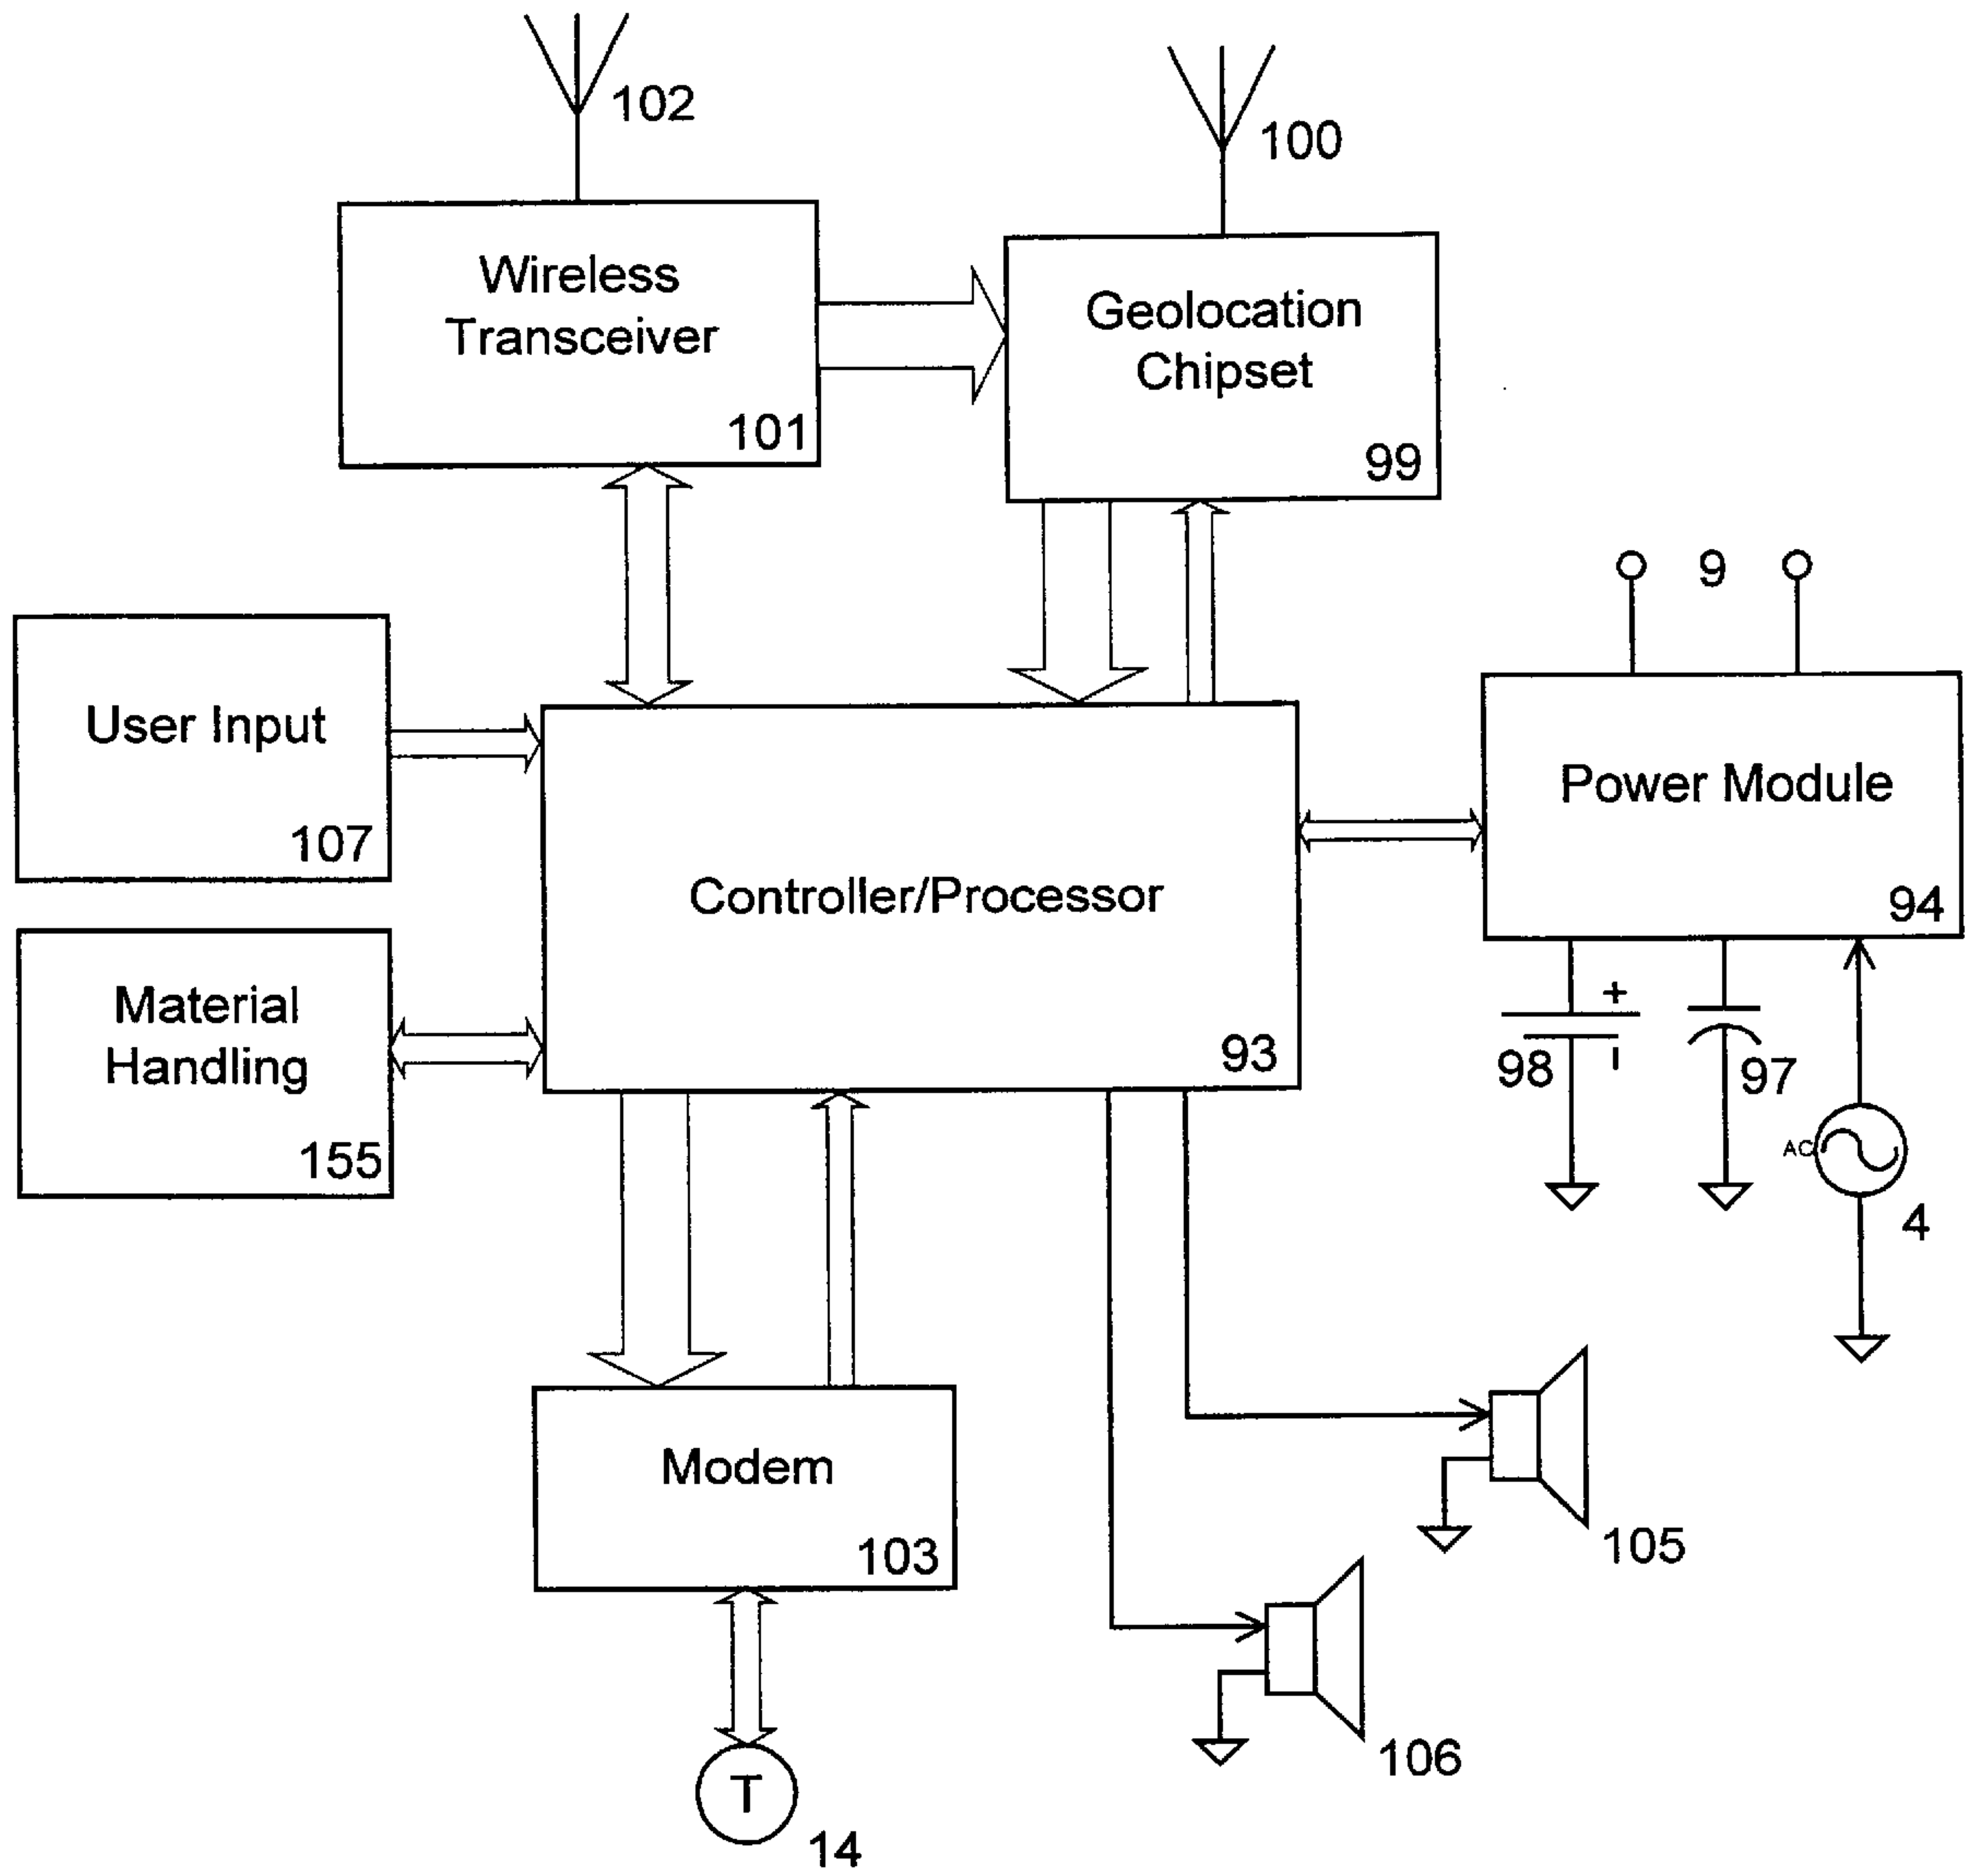 102
100
Wireless
Transceiver
101
Geolocation
Chipset
99
9
User Input
107
Power Module
94
Controller/Processor
93
Material
Handling
155
+
-
98
97
AC
4
Modem
103
105
106
T
14